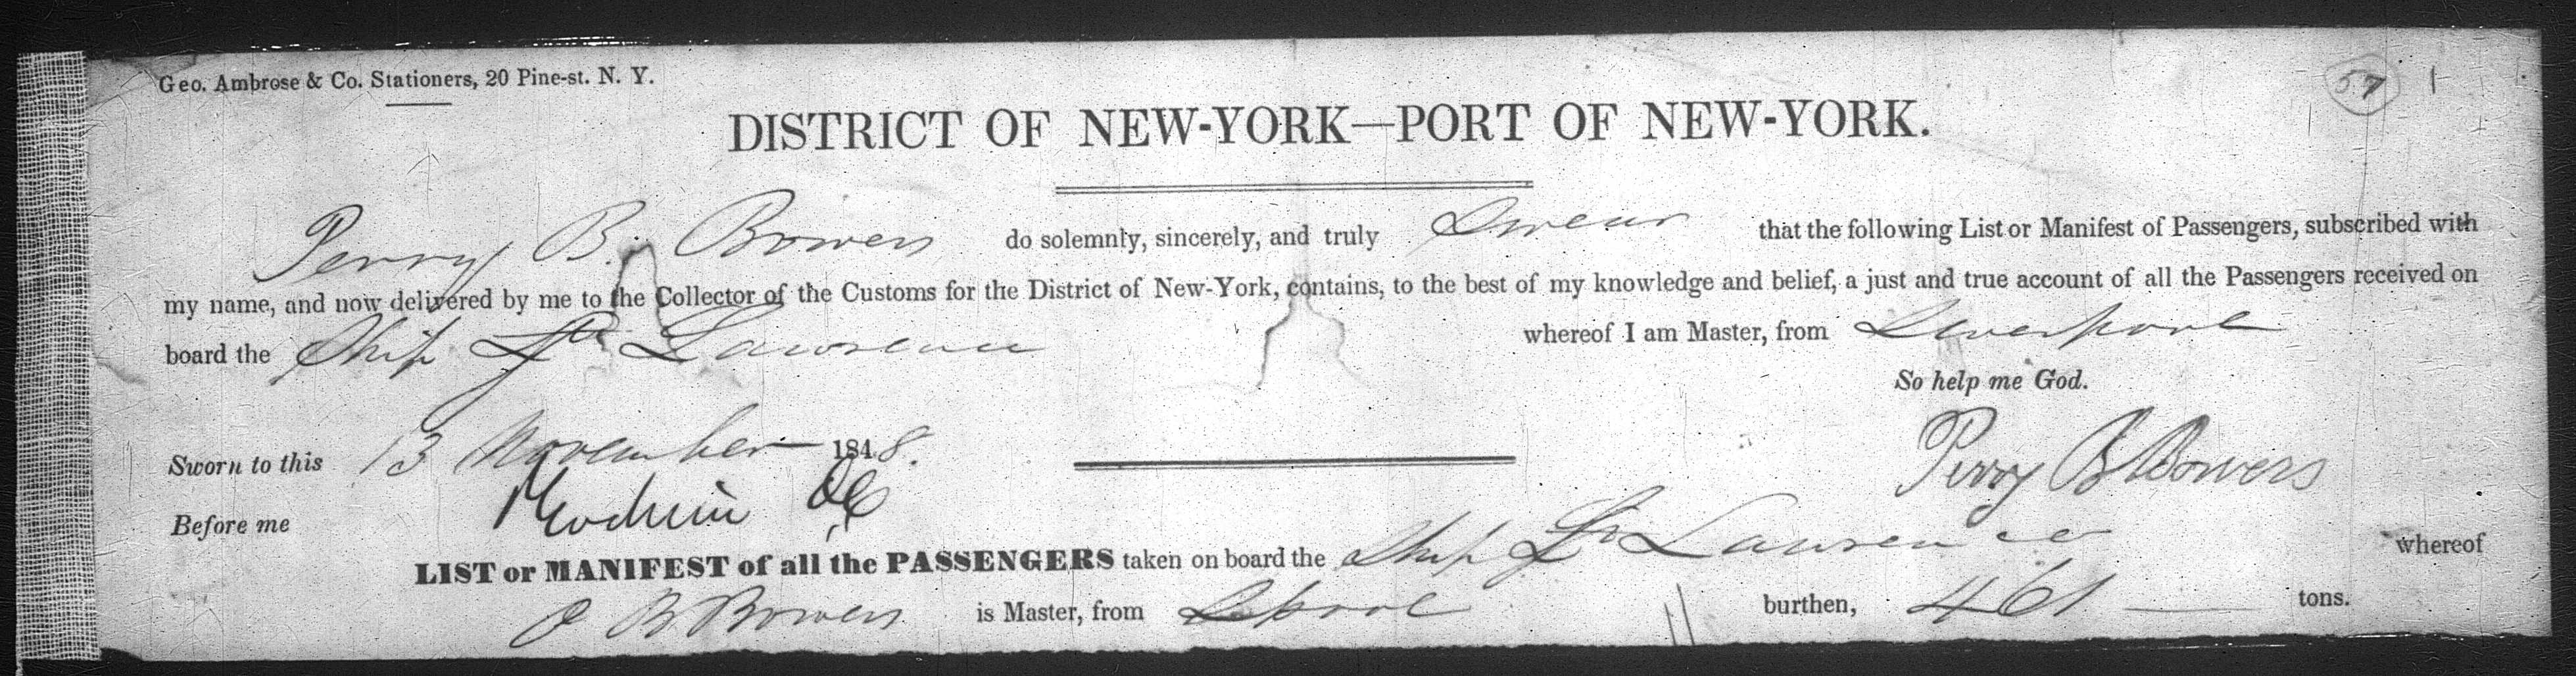 Geo. Ambrose & Co. Stationers, 20 Pine-st. N. Y.
57
DISTRICT OF NEW-YORK—PORT OF NEW-YORK.
Perry B. Bowers do solemnly, sincerely, and truly Swear that the following List or Manifest of Passengers, subscribed with
my name, and now delivered by me to the Collector of the Customs for the District of New-York, contains, to the best of my knowledge and belief, a just and true account of all the Passengers received on
board the Ship St Lawrence whereof I am Master, from Liverpool
So help me God.
Sworn to this 13 November 1848.
Perry B Bowers
Before me
LIST or MANIFEST of all the PASSENGERS taken on board the Ship St Lawrence whereof
P B Bowers is Master, from Lpool burthen, 461 tons.